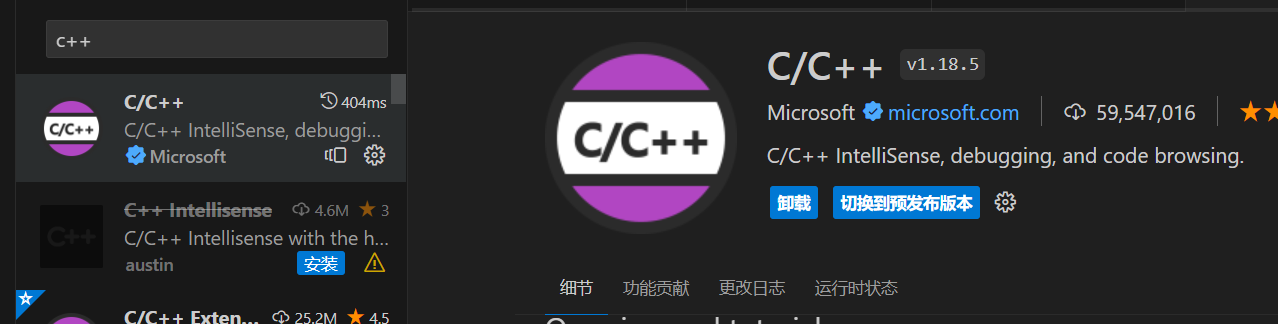 c++
C/C++
404ms
C/C++ IntelliSense, debuggi...
Microsoft
C++ Intellisense
4.6M
3
C/C++ Intellisense with the h...
austin
安装
C/C++ Exten...
25.2M
4.5
C/C++
C/C++
C/C++ v1.18.5
Microsoft microsoft.com 59,547,016
C/C++ IntelliSense, debugging, and code browsing.
卸载 切换到预发布版本
细节 功能贡献 更改日志 运行时状态